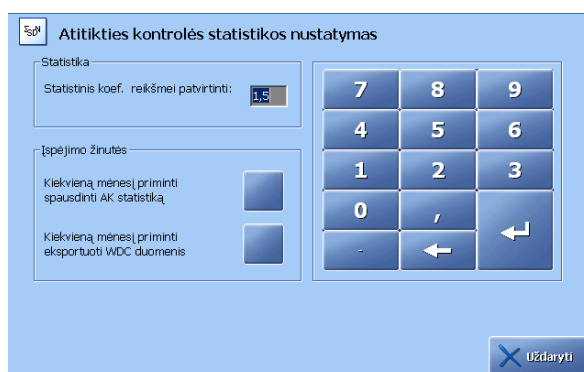 ΣSDN Atitikties kontrolės statistikos nustatymas
Statistika
Statistinis koef. reikšmei patvirtinti: 1,5
Įspėjimo žinutės
Kiekvieną mėnesį priminti
spausdinti AK statistiką
Kiekvieną mėnesį priminti
eksportuoti WDC duomenis
7 8 9
4 5 6
1 2 3
0 ,
-
Uždaryti